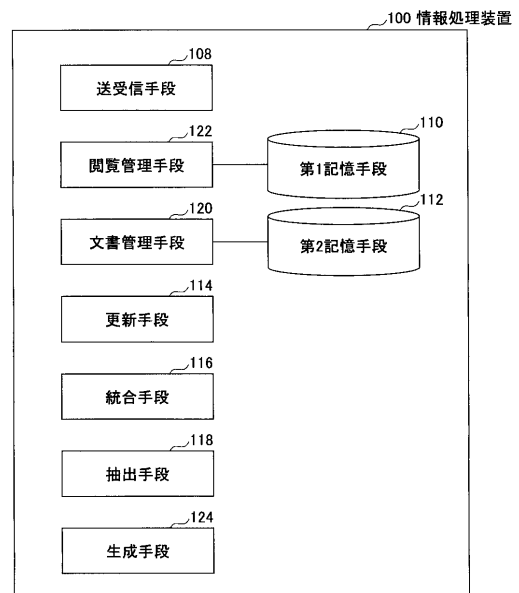 100 情報処理装置
108
送受信手段
122
閲覧管理手段
110
第1記憶手段
120
文書管理手段
112
第2記憶手段
114
更新手段
116
統合手段
118
抽出手段
124
生成手段